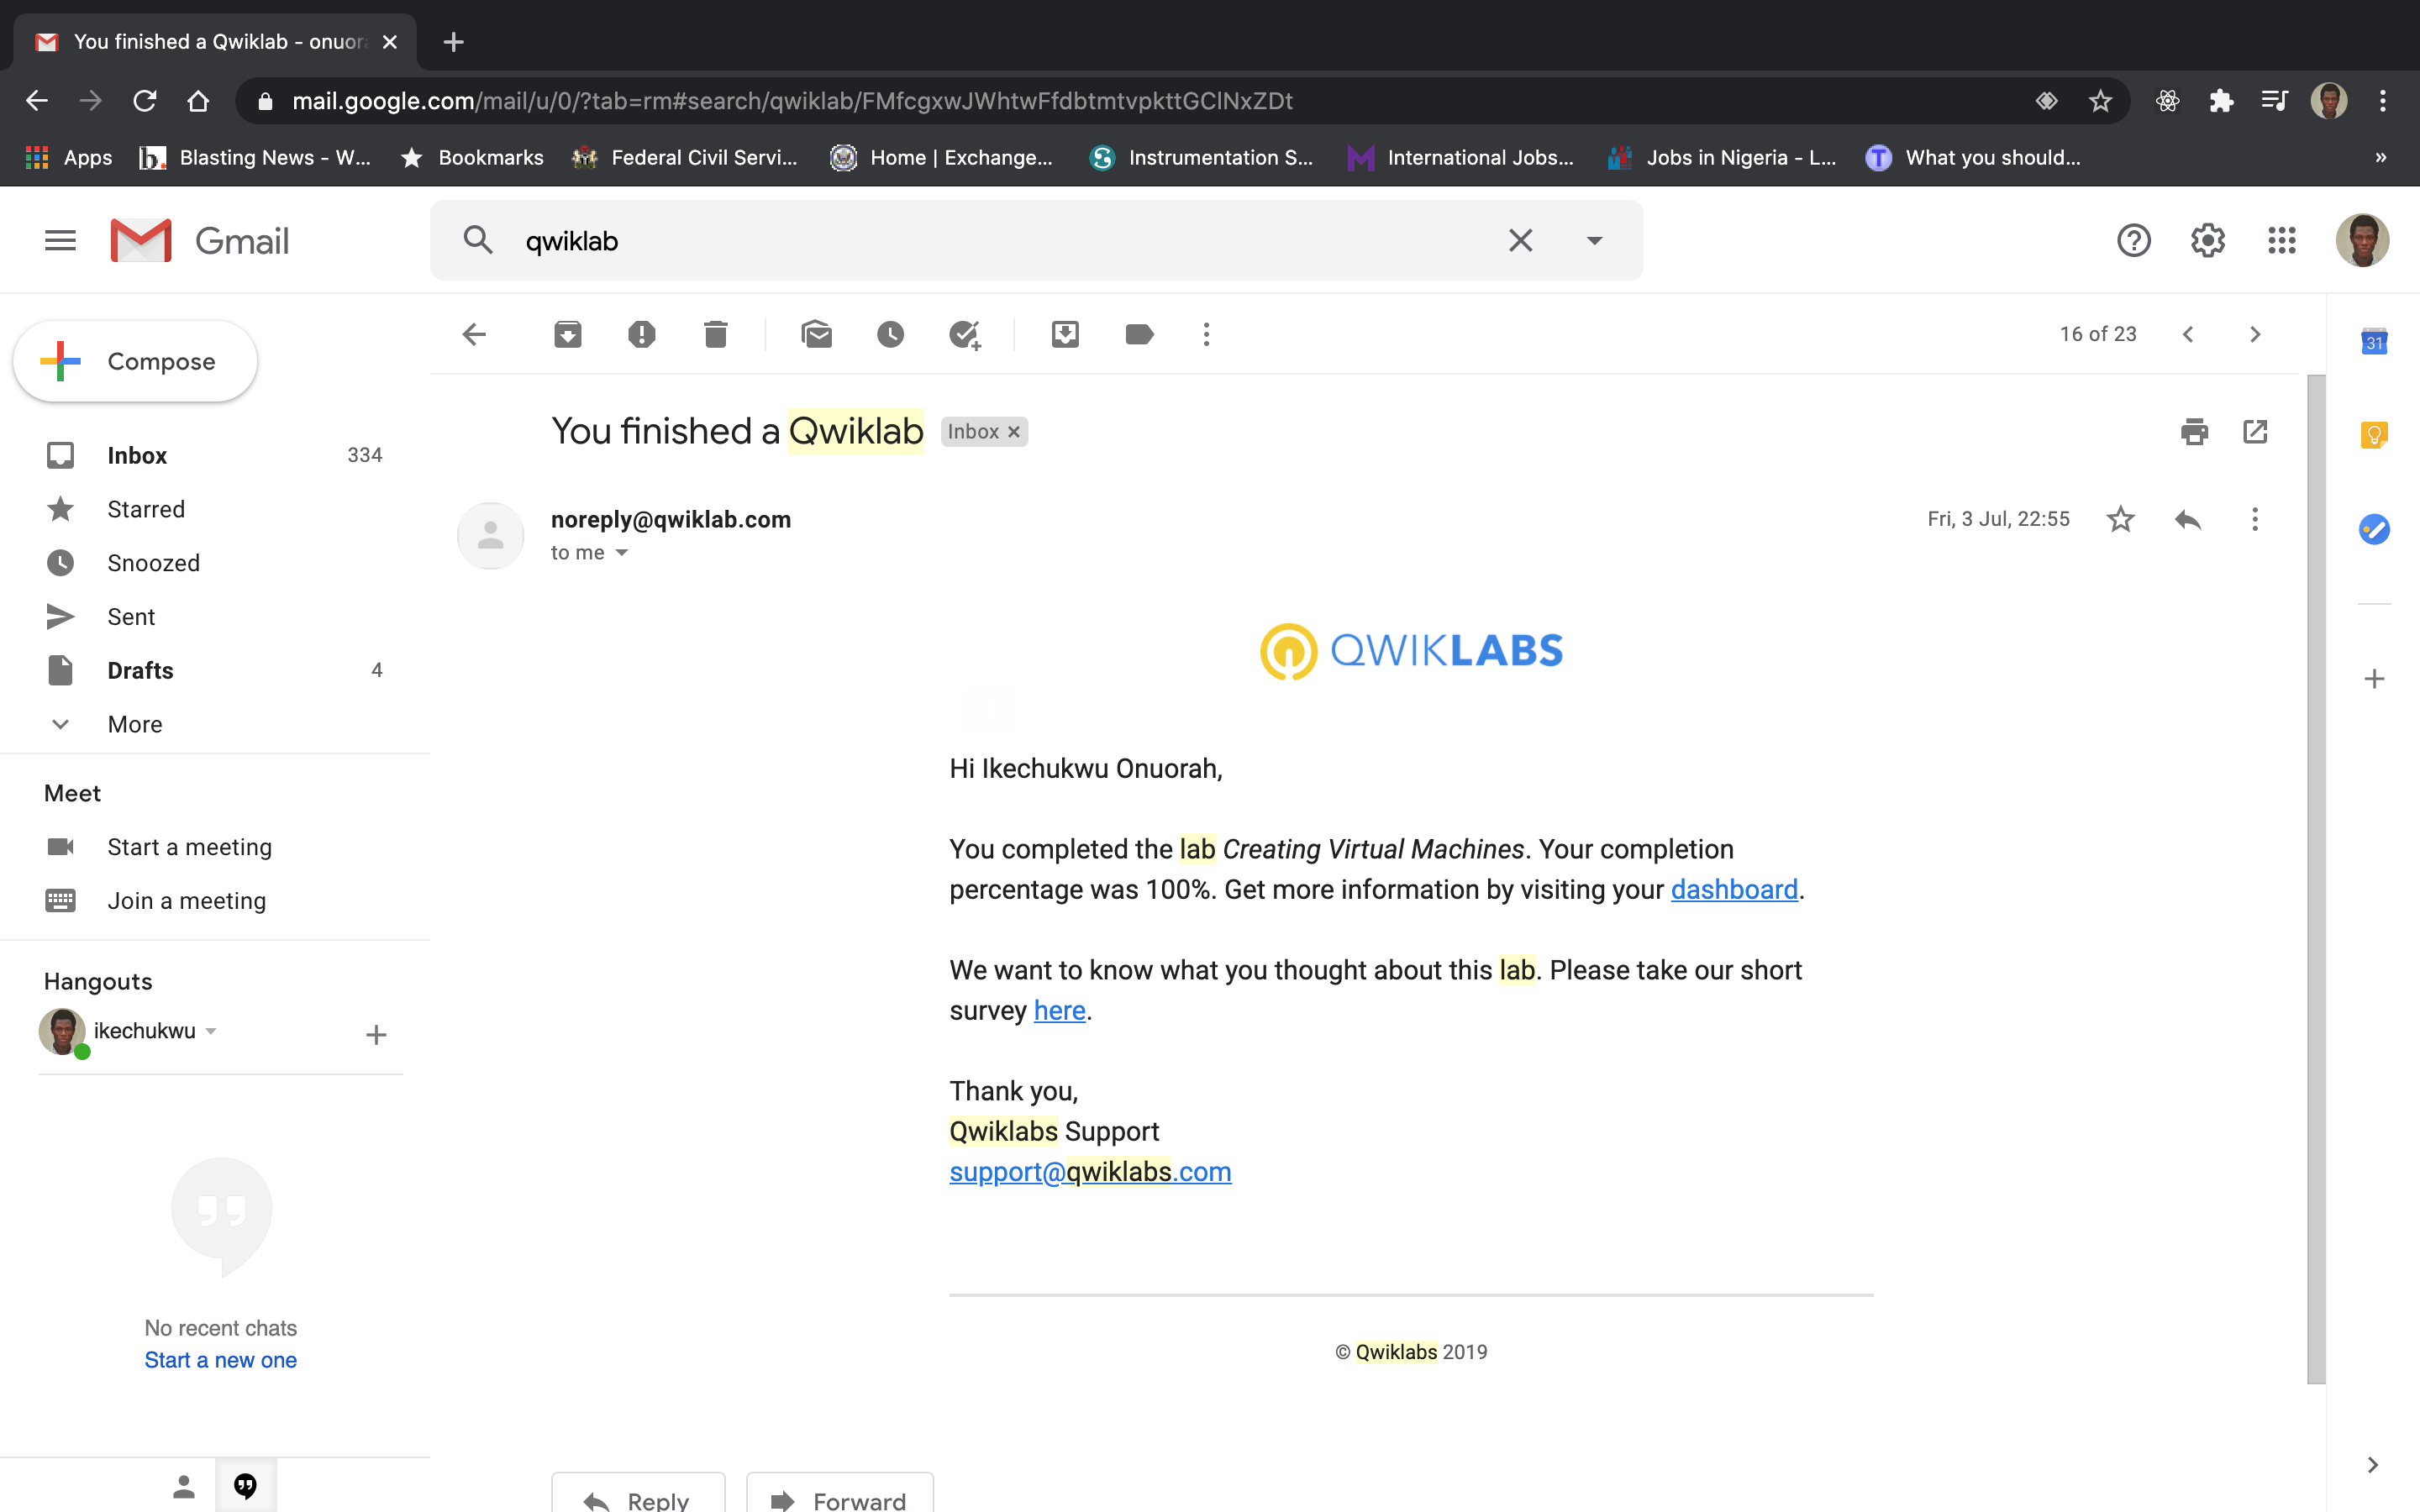 You finished a Qwiklab - onuor
mail.google.com/mail/u/0/?tab=rm#search/qwiklab/FMfcgxwJWhtwFfdbtmtvpkttGClNxZDt
Apps
Blasting News - W...
Bookmarks
Federal Civil Servi...
Home | Exchange...
Instrumentation S...
International Jobs...
Jobs in Nigeria - L...
What you should...
»
Gmail
qwiklab
Compose
16 of 23
31
Inbox 334
Starred
Snoozed
Sent
Drafts 4
More
Meet
Start a meeting
Join a meeting
Hangouts
ikechukwu
No recent chats
Start a new one
You finished a Qwiklab
Inbox ×
noreply@qwiklab.com
to me
Fri, 3 Jul, 22:55
QWIKLABS
Hi Ikechukwu Onuorah,
You completed the lab Creating Virtual Machines. Your completion
percentage was 100%. Get more information by visiting your dashboard.
We want to know what you thought about this lab. Please take our short
survey here.
Thank you,
Qwiklabs Support
support@qwiklabs.com
© Qwiklabs 2019
Reply
Forward